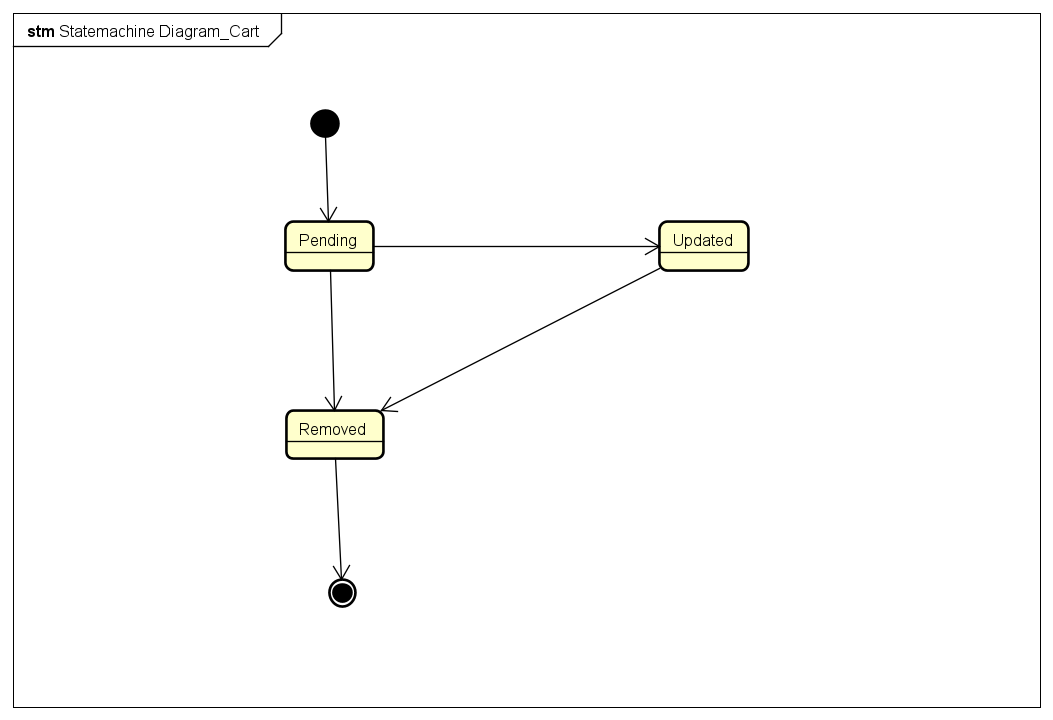 stm Statemachine Diagram_Cart
Pending
Updated
Removed